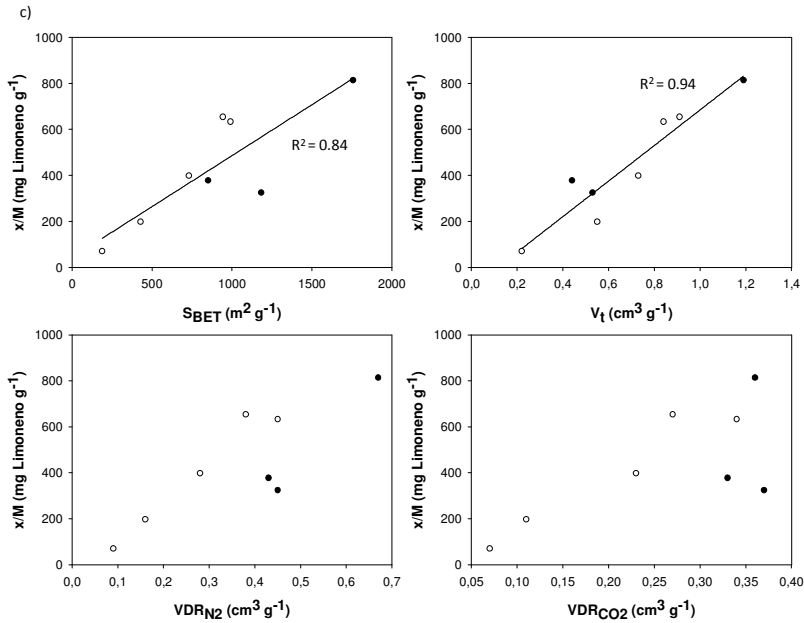 c)
1000
800
600
400
200
0
x/M (mg Limoneno g-1)
R2 = 0.84
0 500 1000 1500 2000
SBET (m2 g-1)
1000
800
600
400
200
0
x/M (mg Limoneno g-1)
R2 = 0.94
0,0 0,2 0,4 0,6 0,8 1,0 1,2 1,4
Vt (cm3 g-1)
1000
800
600
400
200
0
x/M (mg Limoneno g-1)
0,0 0,1 0,2 0,3 0,4 0,5 0,6 0,7
VDRN2 (cm3 g-1)
1000
800
600
400
200
0
x/M (mg Limoneno g-1)
0,05 0,10 0,15 0,20 0,25 0,30 0,35 0,40
VDRCO2 (cm3 g-1)